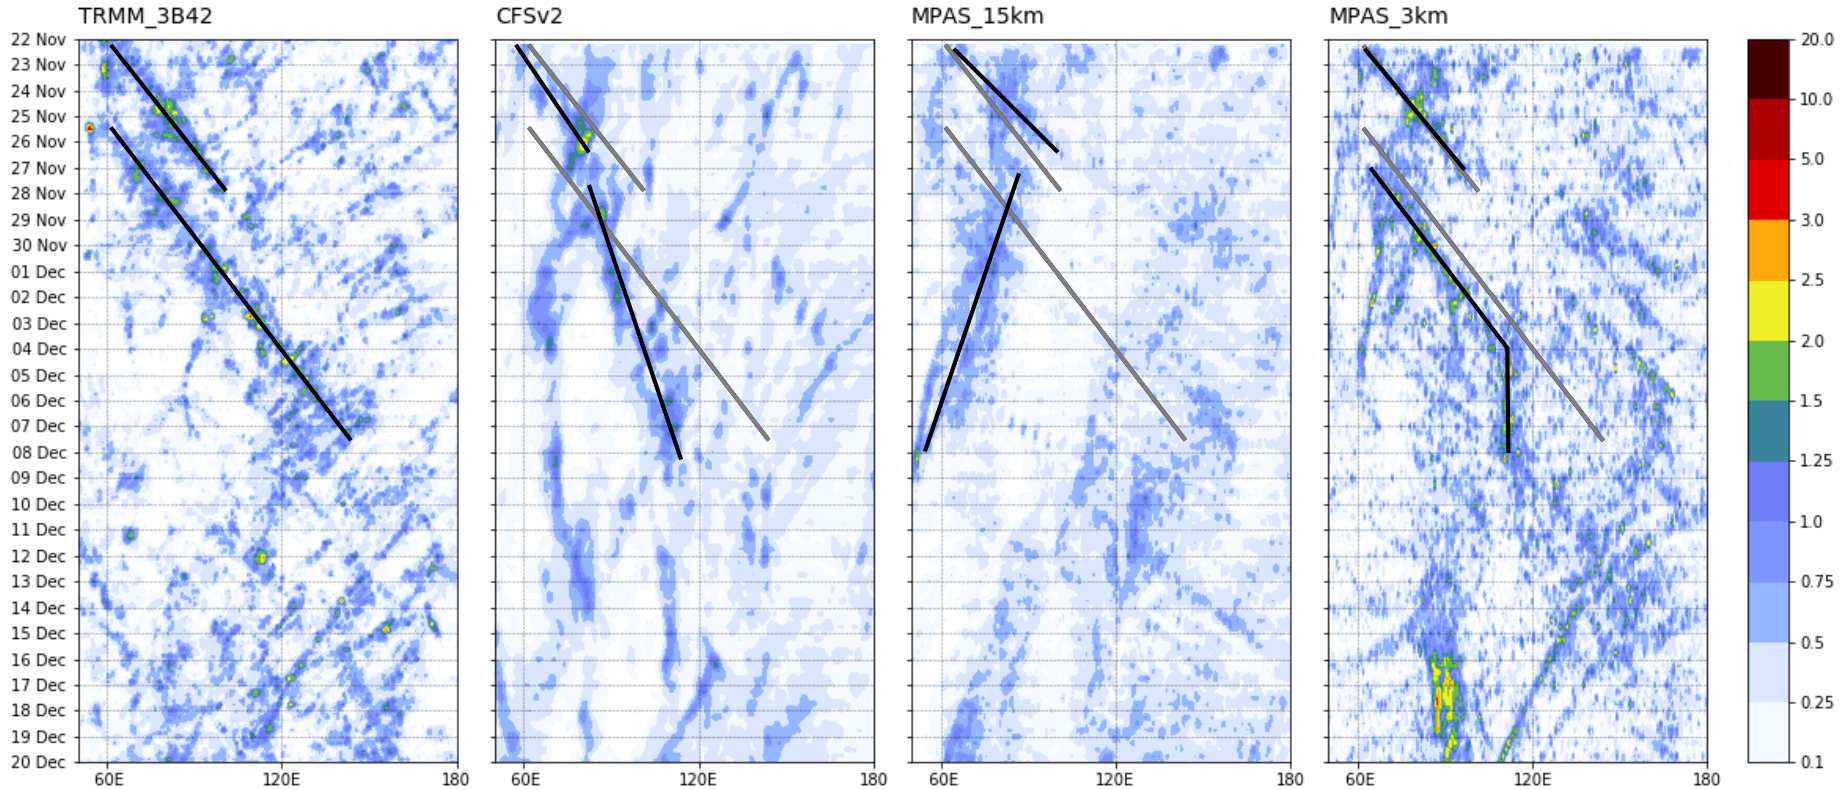 TRMM_3B42 CFSv2 MPAS_15km MPAS_3km
22 Nov
23 Nov
24 Nov
25 Nov
26 Nov
27 Nov
28 Nov
29 Nov
30 Nov
01 Dec
02 Dec
03 Dec
04 Dec
05 Dec
06 Dec
07 Dec
08 Dec
09 Dec
10 Dec
11 Dec
12 Dec
13 Dec
14 Dec
15 Dec
16 Dec
17 Dec
18 Dec
19 Dec
20 Dec
60E 120E 180 60E 120E 180 60E 120E 180 60E 120E 180
20.0
10.0
5.0
3.0
2.5
2.0
1.5
1.25
1.0
0.75
0.5
0.25
0.1